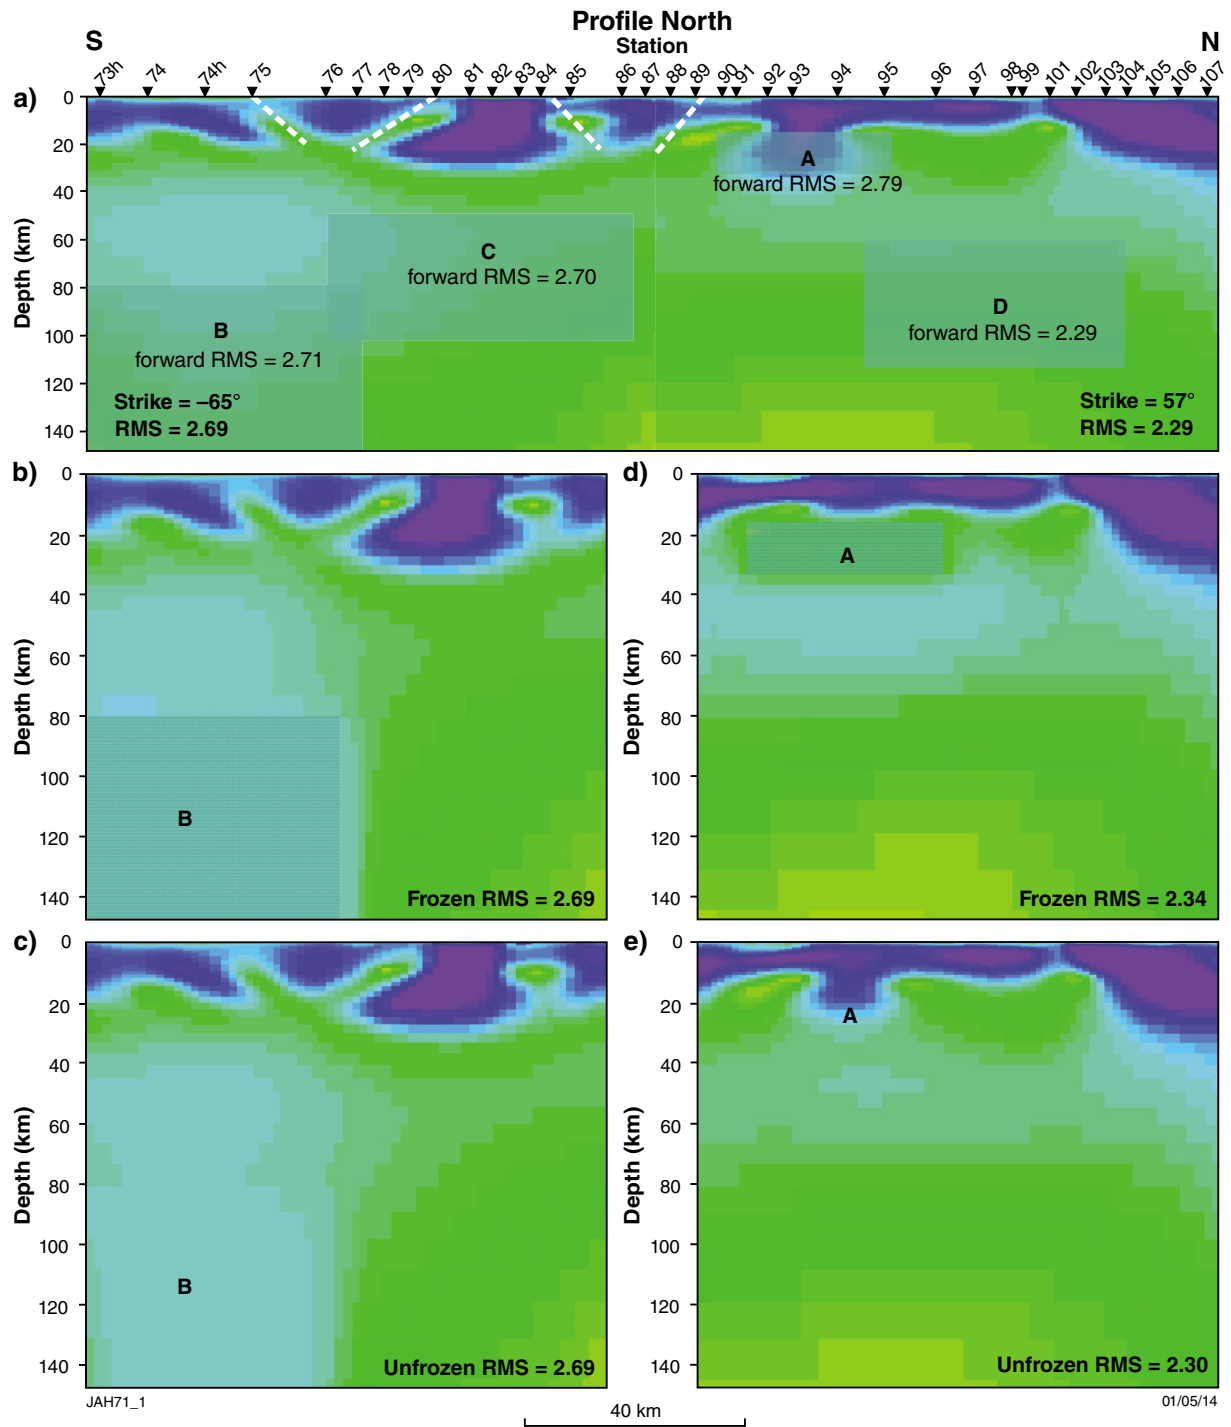 Profile North
S
Station
N
73h 74 74h 75 76 77 78 79 80 81 82 83 84 85 86 87 88 89 90 91 92 93 94 95 96 97 98 99 101 102 103 104 105 106 107
a)
0
20
40
60
80
100
120
140
Depth (km)
A
forward RMS = 2.79
C
forward RMS = 2.70
B
forward RMS = 2.71
D
forward RMS = 2.29
Strike = –65°
RMS = 2.69
Strike = 57°
RMS = 2.29
b)
0
20
40
60
80
100
120
140
Depth (km)
B
Frozen RMS = 2.69
d)
0
20
40
60
80
100
120
140
Depth (km)
A
Frozen RMS = 2.34
c)
0
20
40
60
80
100
120
140
Depth (km)
B
Unfrozen RMS = 2.69
e)
0
20
40
60
80
100
120
140
Depth (km)
A
Unfrozen RMS = 2.30
JAH71_1
40 km
01/05/14